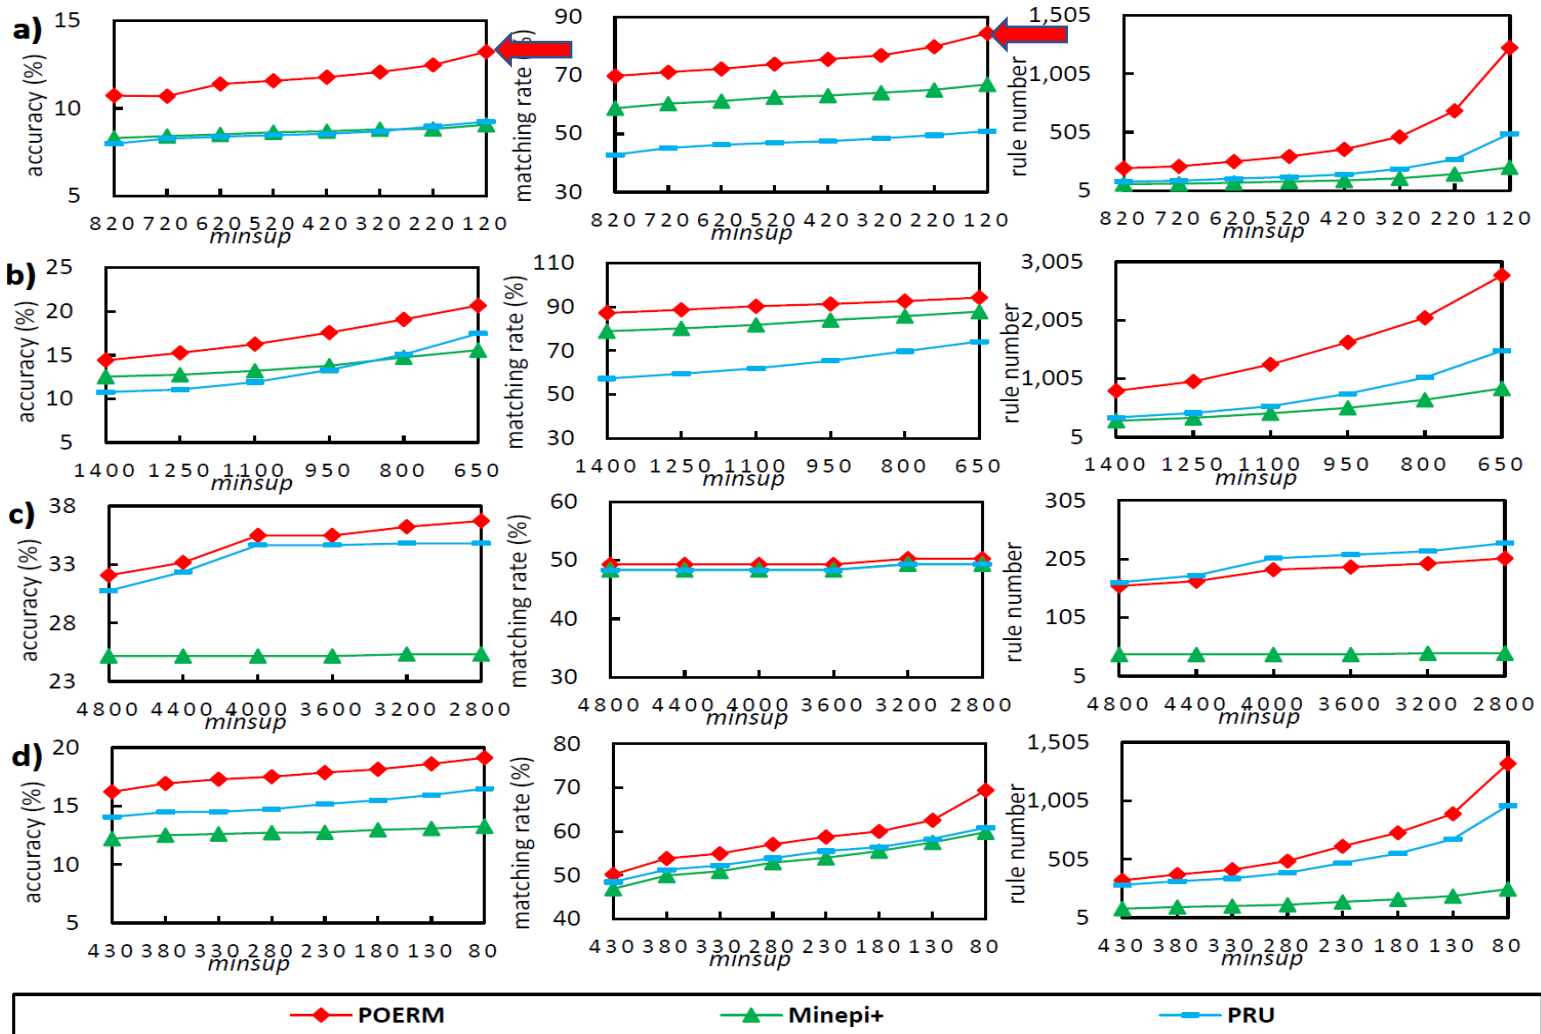 a)
accuracy (%)
15
10
5
820 720 620 520 420 320 220 120
minsup
matching rate (%)
90
70
50
30
820 720 620 520 420 320 220 120
minsup
rule number
1,505
1,005
505
5
820 720 620 520 420 320 220 120
minsup
b)
accuracy (%)
25
20
15
10
5
1400 1250 1100 950 800 650
minsup
matching rate (%)
110
90
70
50
30
1400 1250 1100 950 800 650
minsup
rule number
3,005
2,005
1,005
5
1400 1250 1100 950 800 650
minsup
c)
accuracy (%)
38
33
28
23
4800 4400 4000 3600 3200 2800
minsup
matching rate (%)
60
50
40
30
4800 4400 4000 3600 3200 2800
minsup
rule number
305
205
105
5
4800 4400 4000 3600 3200 2800
minsup
d)
accuracy (%)
20
15
10
5
430 380 330 280 230 180 130 80
minsup
matching rate (%)
80
70
60
50
40
430 380 330 280 230 180 130 80
minsup
rule number
1,505
1,005
505
5
430 380 330 280 230 180 130 80
minsup
POERM Minepi+ PRU